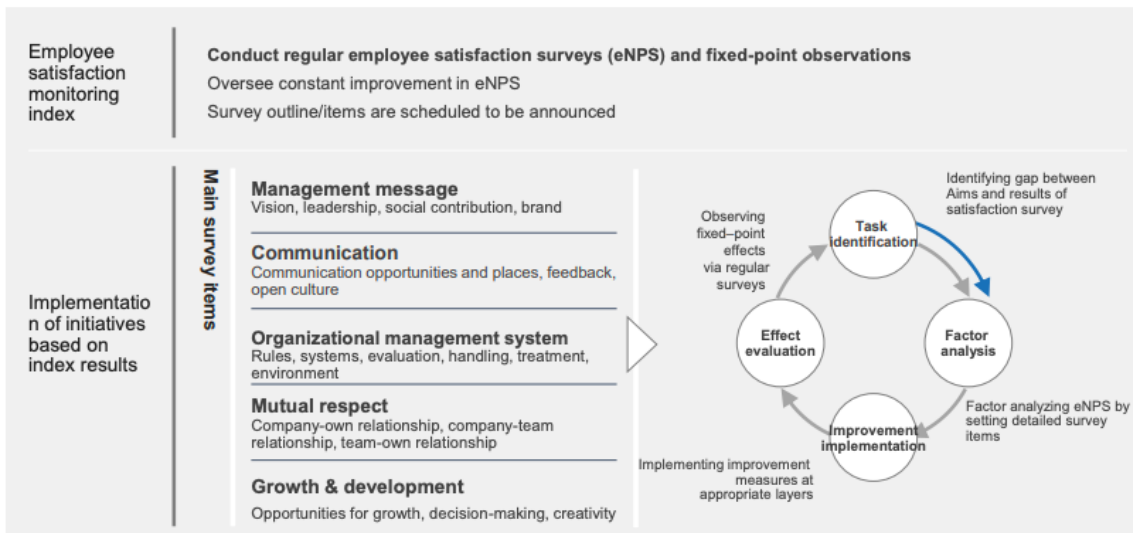 Employee
satisfaction
monitoring
index
Conduct regular employee satisfaction surveys (eNPS) and fixed-point observations
Oversee constant improvement in eNPS
Survey outline/items are scheduled to be announced
Implementatio
n of initiatives
based on
index results
Main survey items
Management message
Vision, leadership, social contribution, brand
Communication
Communication opportunities and places, feedback,
open culture
Organizational management system
Rules, systems, evaluation, handling, treatment,
environment
Mutual respect
Company-own relationship, company-team
relationship, team-own relationship
Growth & development
Opportunities for growth, decision-making, creativity
Task
identification
Identifying gap between
Aims and results of
satisfaction survey
Factor
analysis
Factor analyzing eNPS by
setting detailed survey
items
Improvement
implementation
Implementing improvement
measures at
appropriate layers
Effect
evaluation
Observing
fixed–point
effects
via regular
surveys